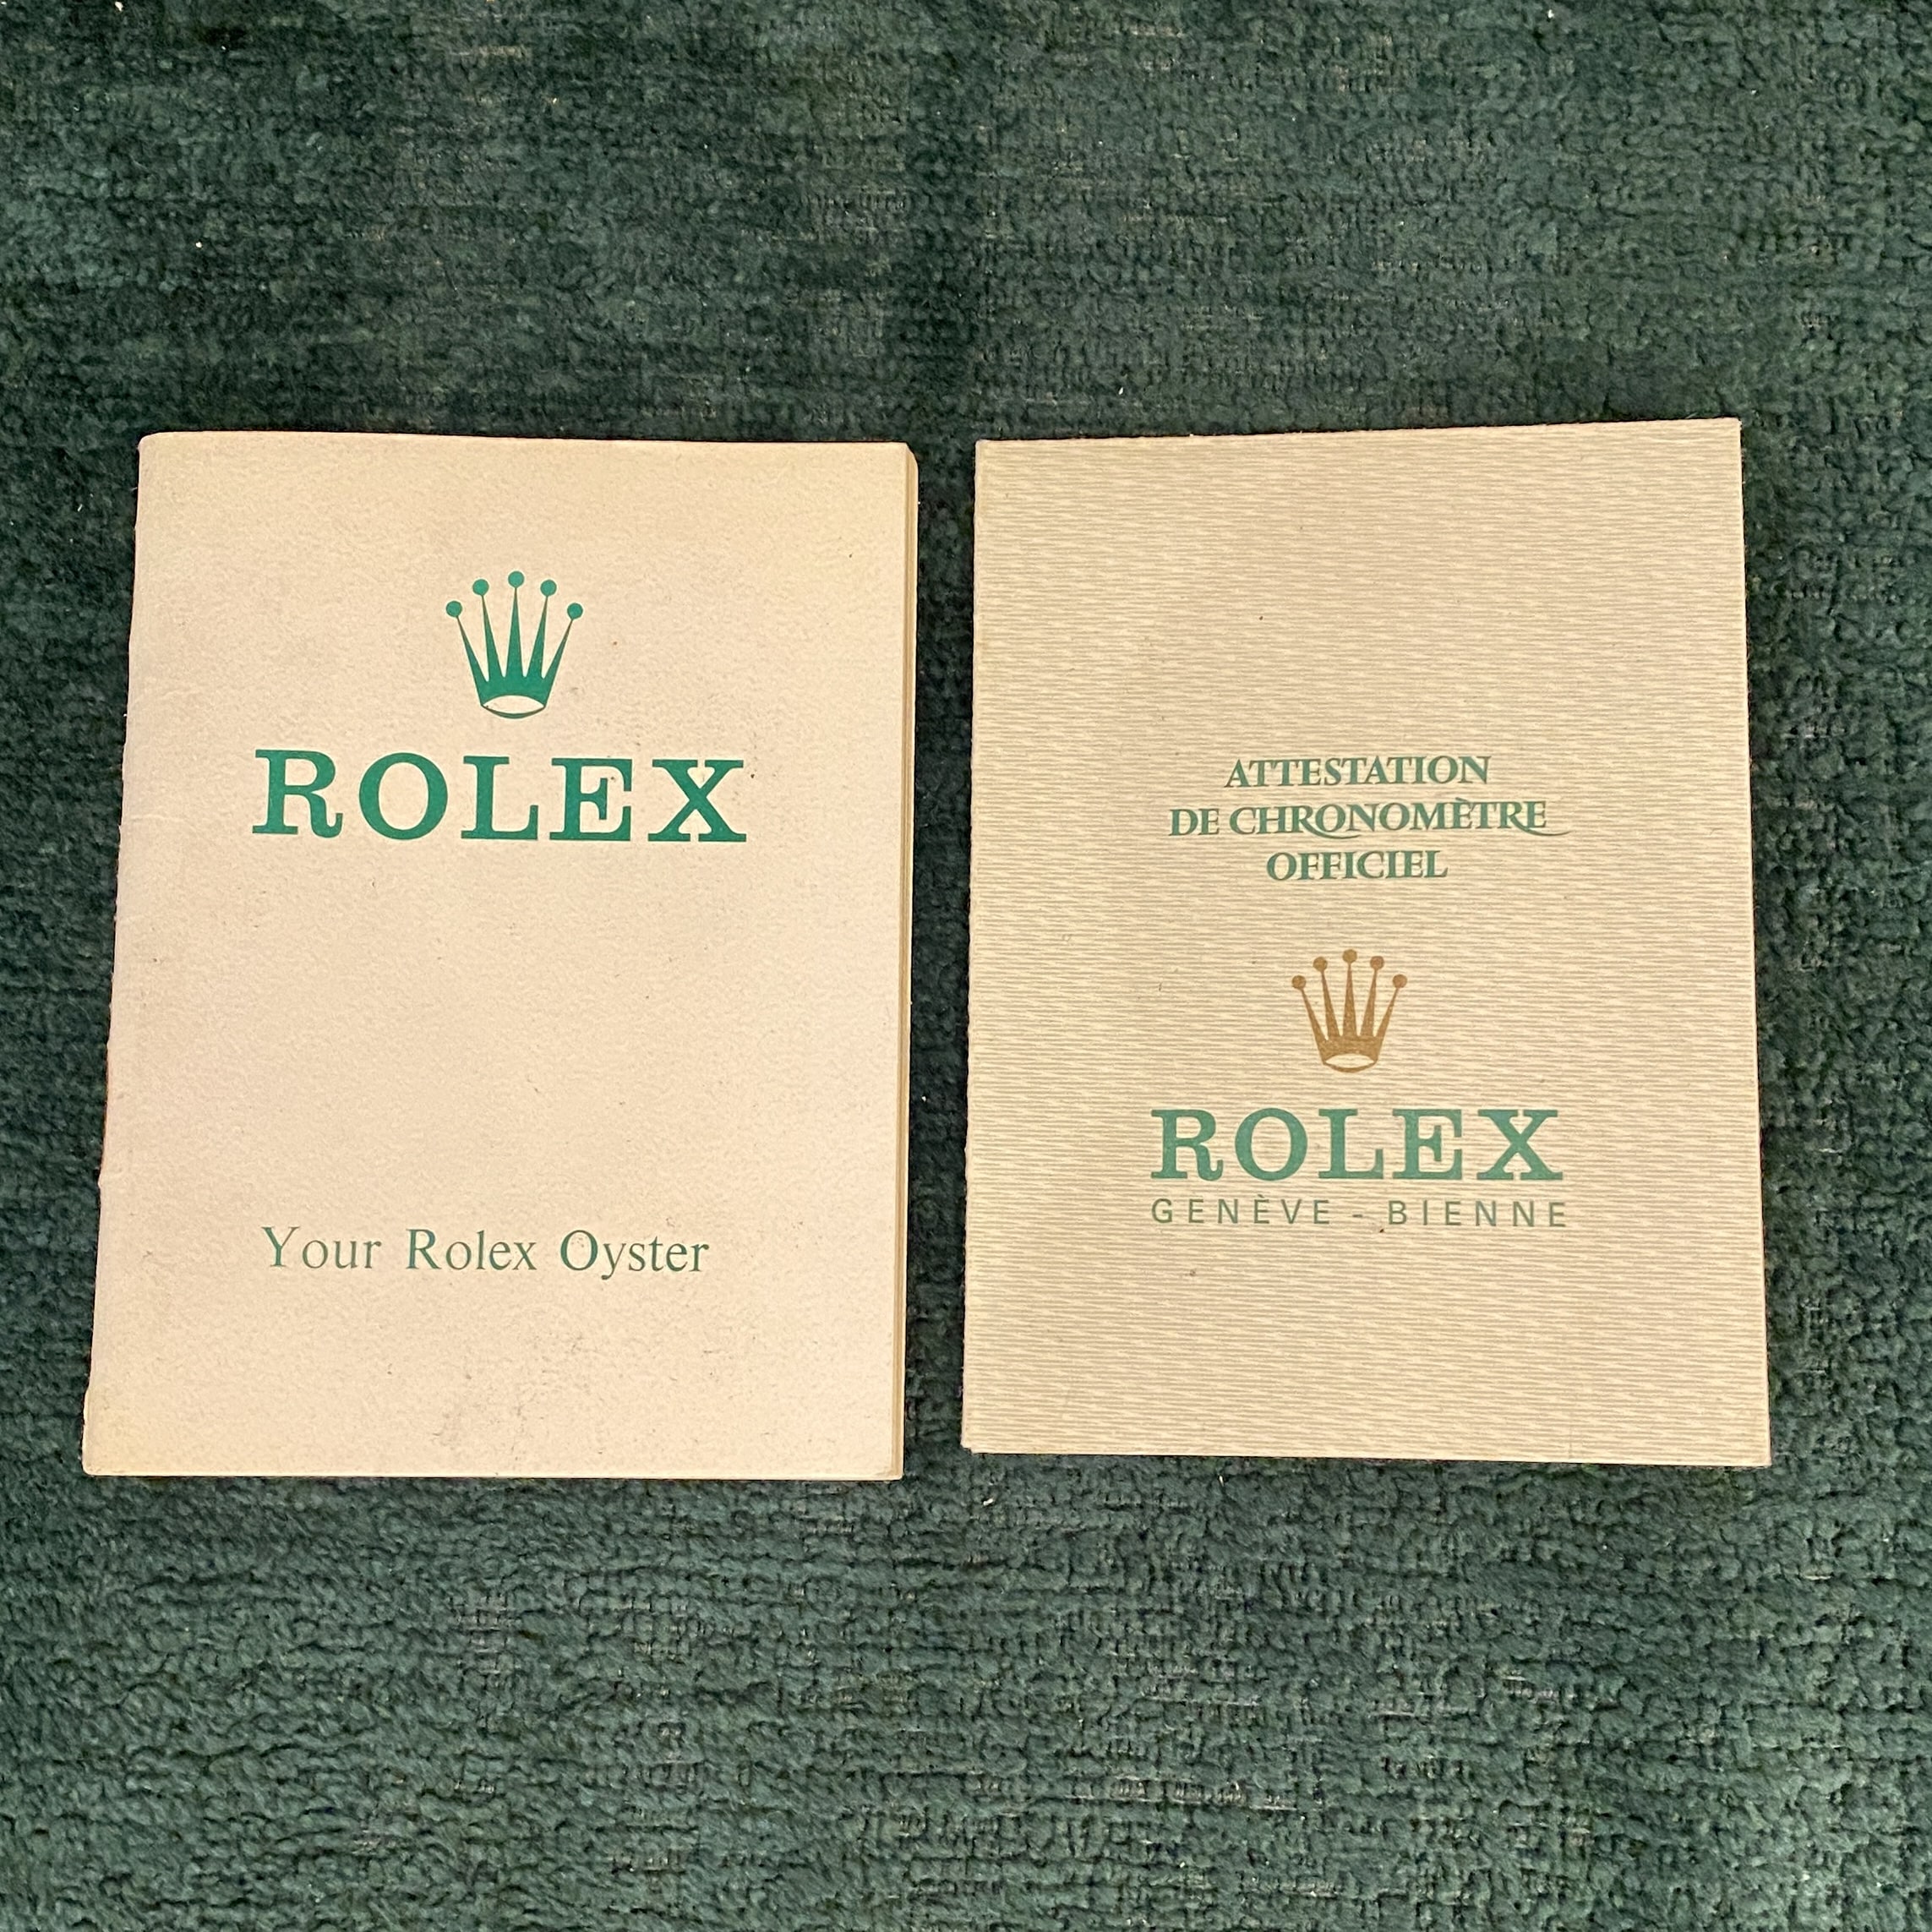 ROLEX
Your Rolex Oyster
ATTESTATION
DE CHRONOMÈTRE
OFFICIEL
ROLEX
GENÈVE - BIENNE